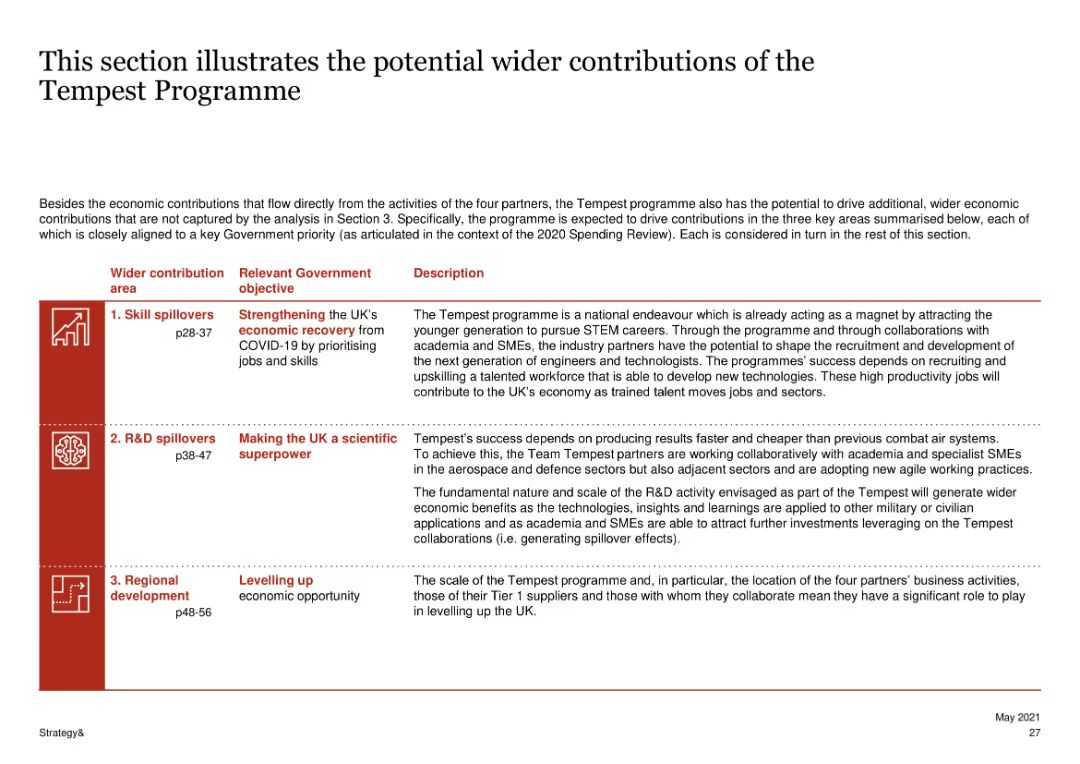 This section illustrates the potential wider contributions of the
Tempest Programme
Besides the economic contributions that flow directly from the activities of the four partners, the Tempest programme also has the potential to drive additional, wider economic
contributions that are not captured by the analysis in Section 3. Specifically, the programme is expected to drive contributions in the three key areas summarised below, each of
which is closely aligned to a key Government priority (as articulated in the context of the 2020 Spending Review). Each is considered in turn in the rest of this section.
Wider contribution
area
Relevant Government
objective
Description
1. Skill spillovers
p28-37
Strengthening the UK's
economic recovery from
COVID-19 by prioritising
jobs and skills
The Tempest programme is a national endeavour which is already acting as a magnet by attracting the
younger generation to pursue STEM careers. Through the programme and through collaborations with
academia and SMEs, the industry partners have the potential to shape the recruitment and development of
the next generation of engineers and technologists. The programmes' success depends on recruiting and
upskilling a talented workforce that is able to develop new technologies. These high productivity jobs will
contribute to the UK's economy as trained talent moves jobs and sectors.
2. R&D spillovers
p38-47
Making the UK a scientific
superpower
Tempest's success depends on producing results faster and cheaper than previous combat air systems.
To achieve this, the Team Tempest partners are working collaboratively with academia and specialist SMEs
in the aerospace and defence sectors but also adjacent sectors and are adopting new agile working practices.
The fundamental nature and scale of the R&D activity envisaged as part of the Tempest will generate wider
economic benefits as the technologies, insights and learnings are applied to other military or civilian
applications and as academia and SMEs are able to attract further investments leveraging on the Tempest
collaborations (i.e. generating spillover effects).
3. Regional
development
p48-56
Levelling up
economic opportunity
The scale of the Tempest programme and, in particular, the location of the four partners' business activities,
those of their Tier 1 suppliers and those with whom they collaborate mean they have a significant role to play
in levelling up the UK.
May 2021
Strategy&
27